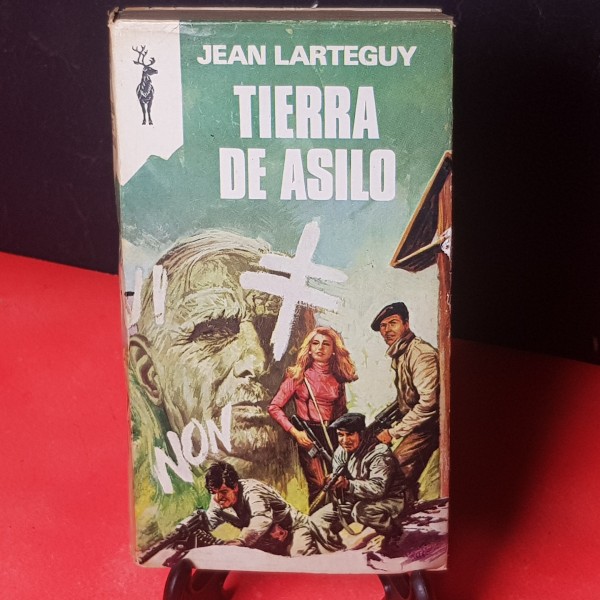 JEAN LARTEGUY
TIERRA
DE ASILO
NON